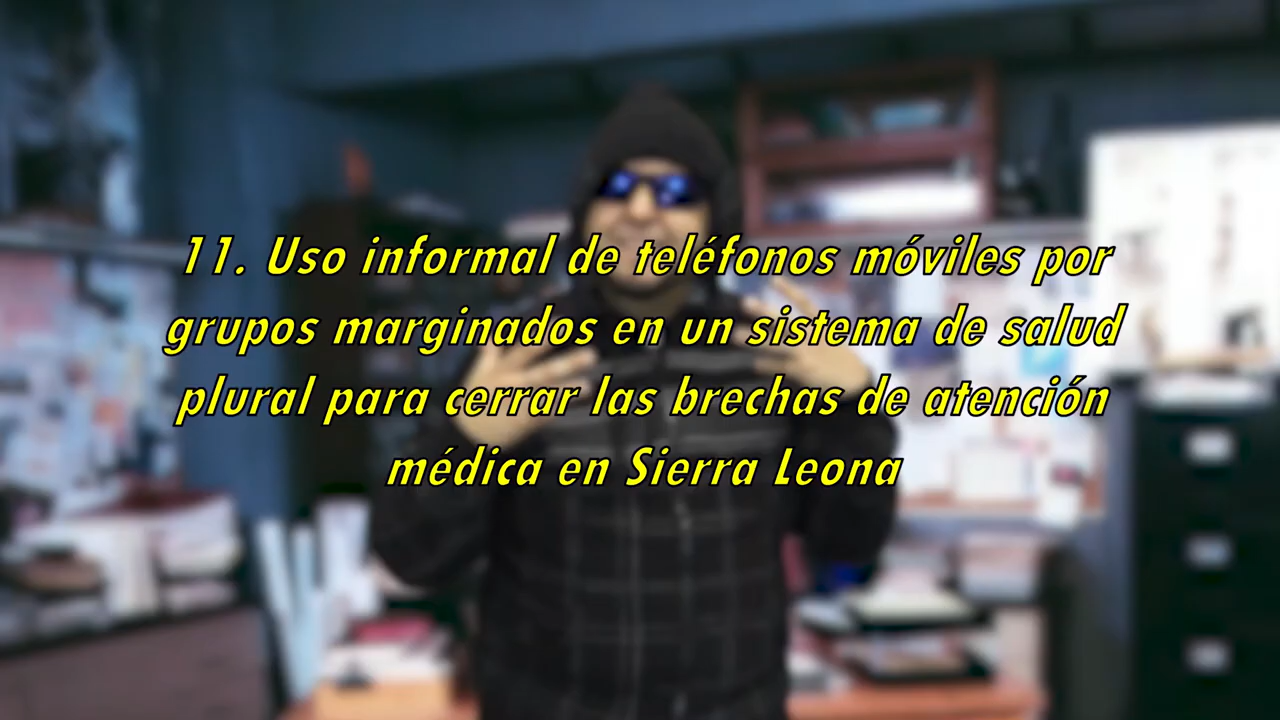 11. Uso informal de teléfonos móviles por
grupos marginados en un sistema de salud
plural para cerrar las brechas de atención
médica en Sierra Leona